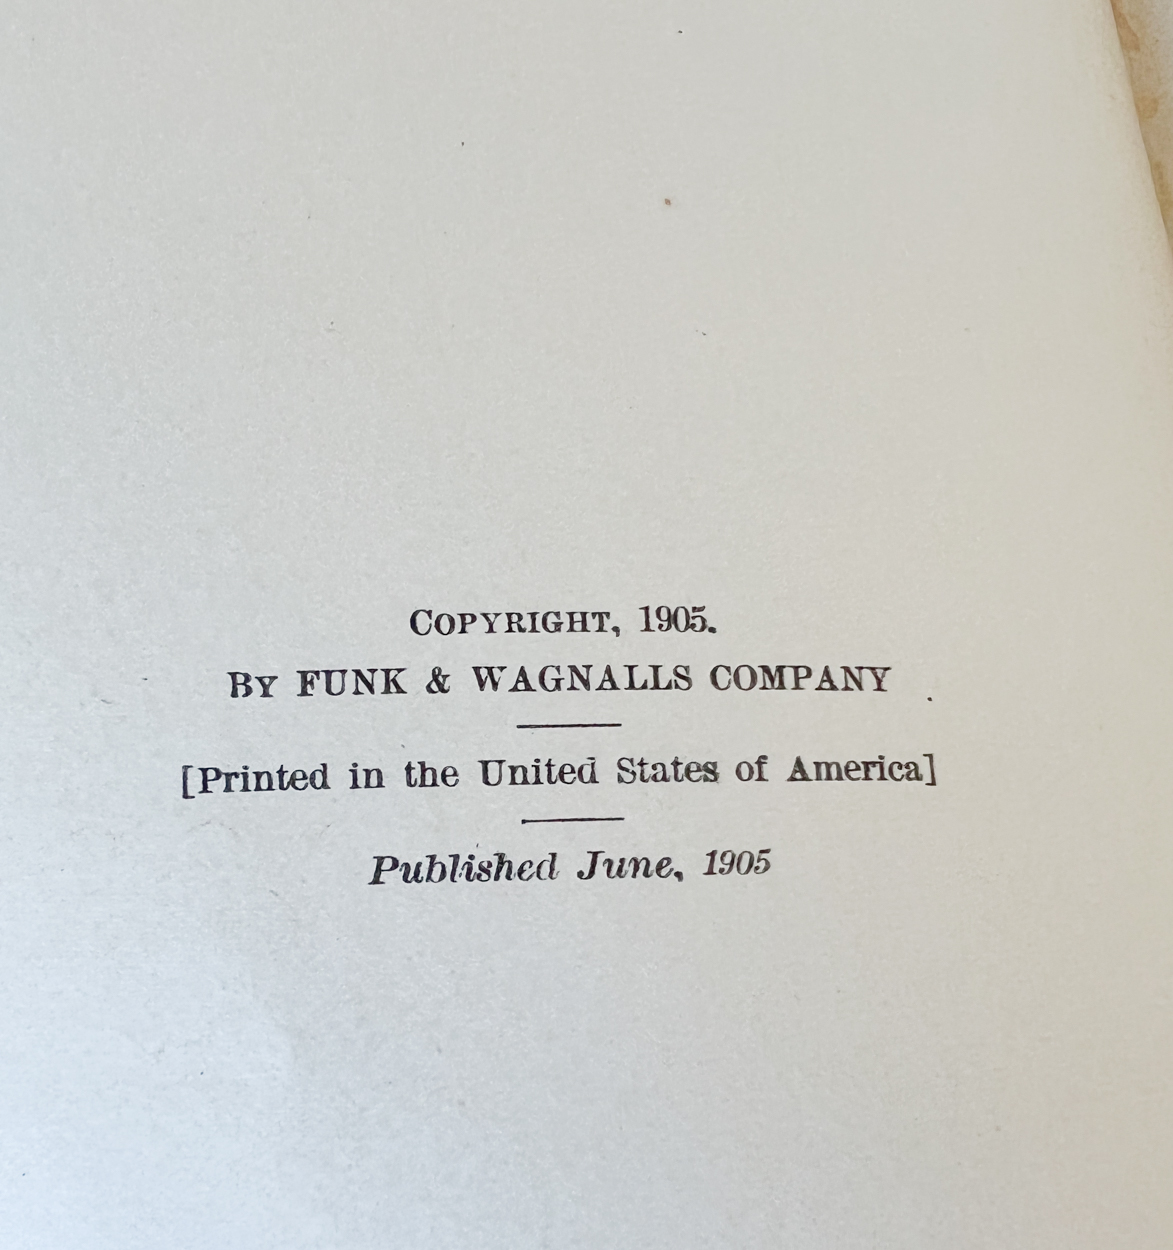 COPYRIGHT, 1905.
BY FUNK & WAGNALLS COMPANY
[Printed in the United States of America]
Published June, 1905